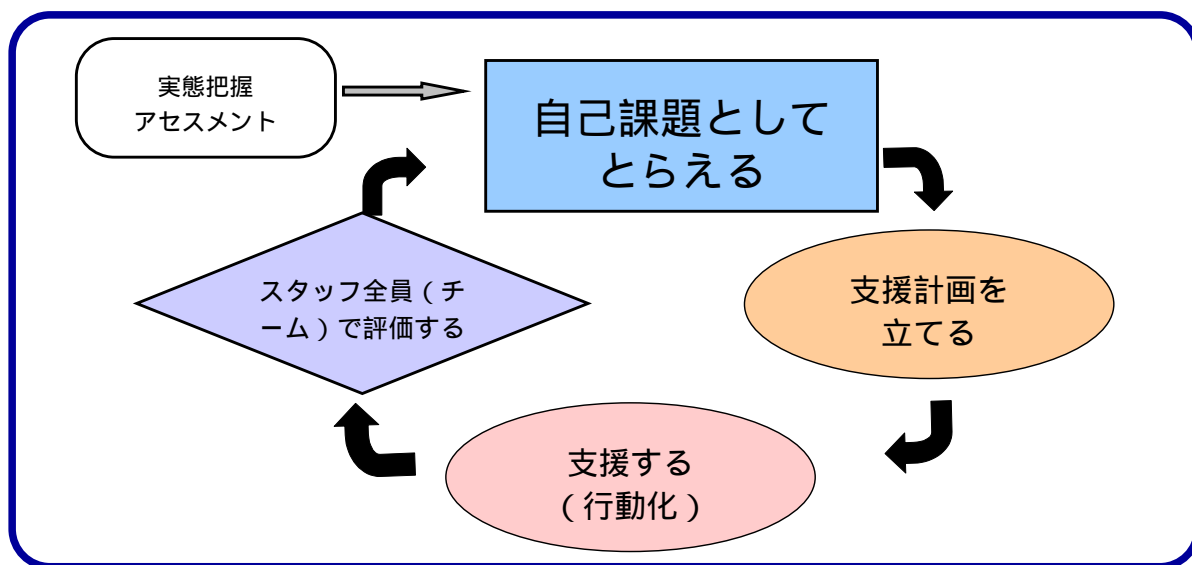 実態把握
アセスメント
自己課題として
とらえる
スタッフ全員（チ
ーム）で評価する
支援計画を
立てる
支援する
（行動化）